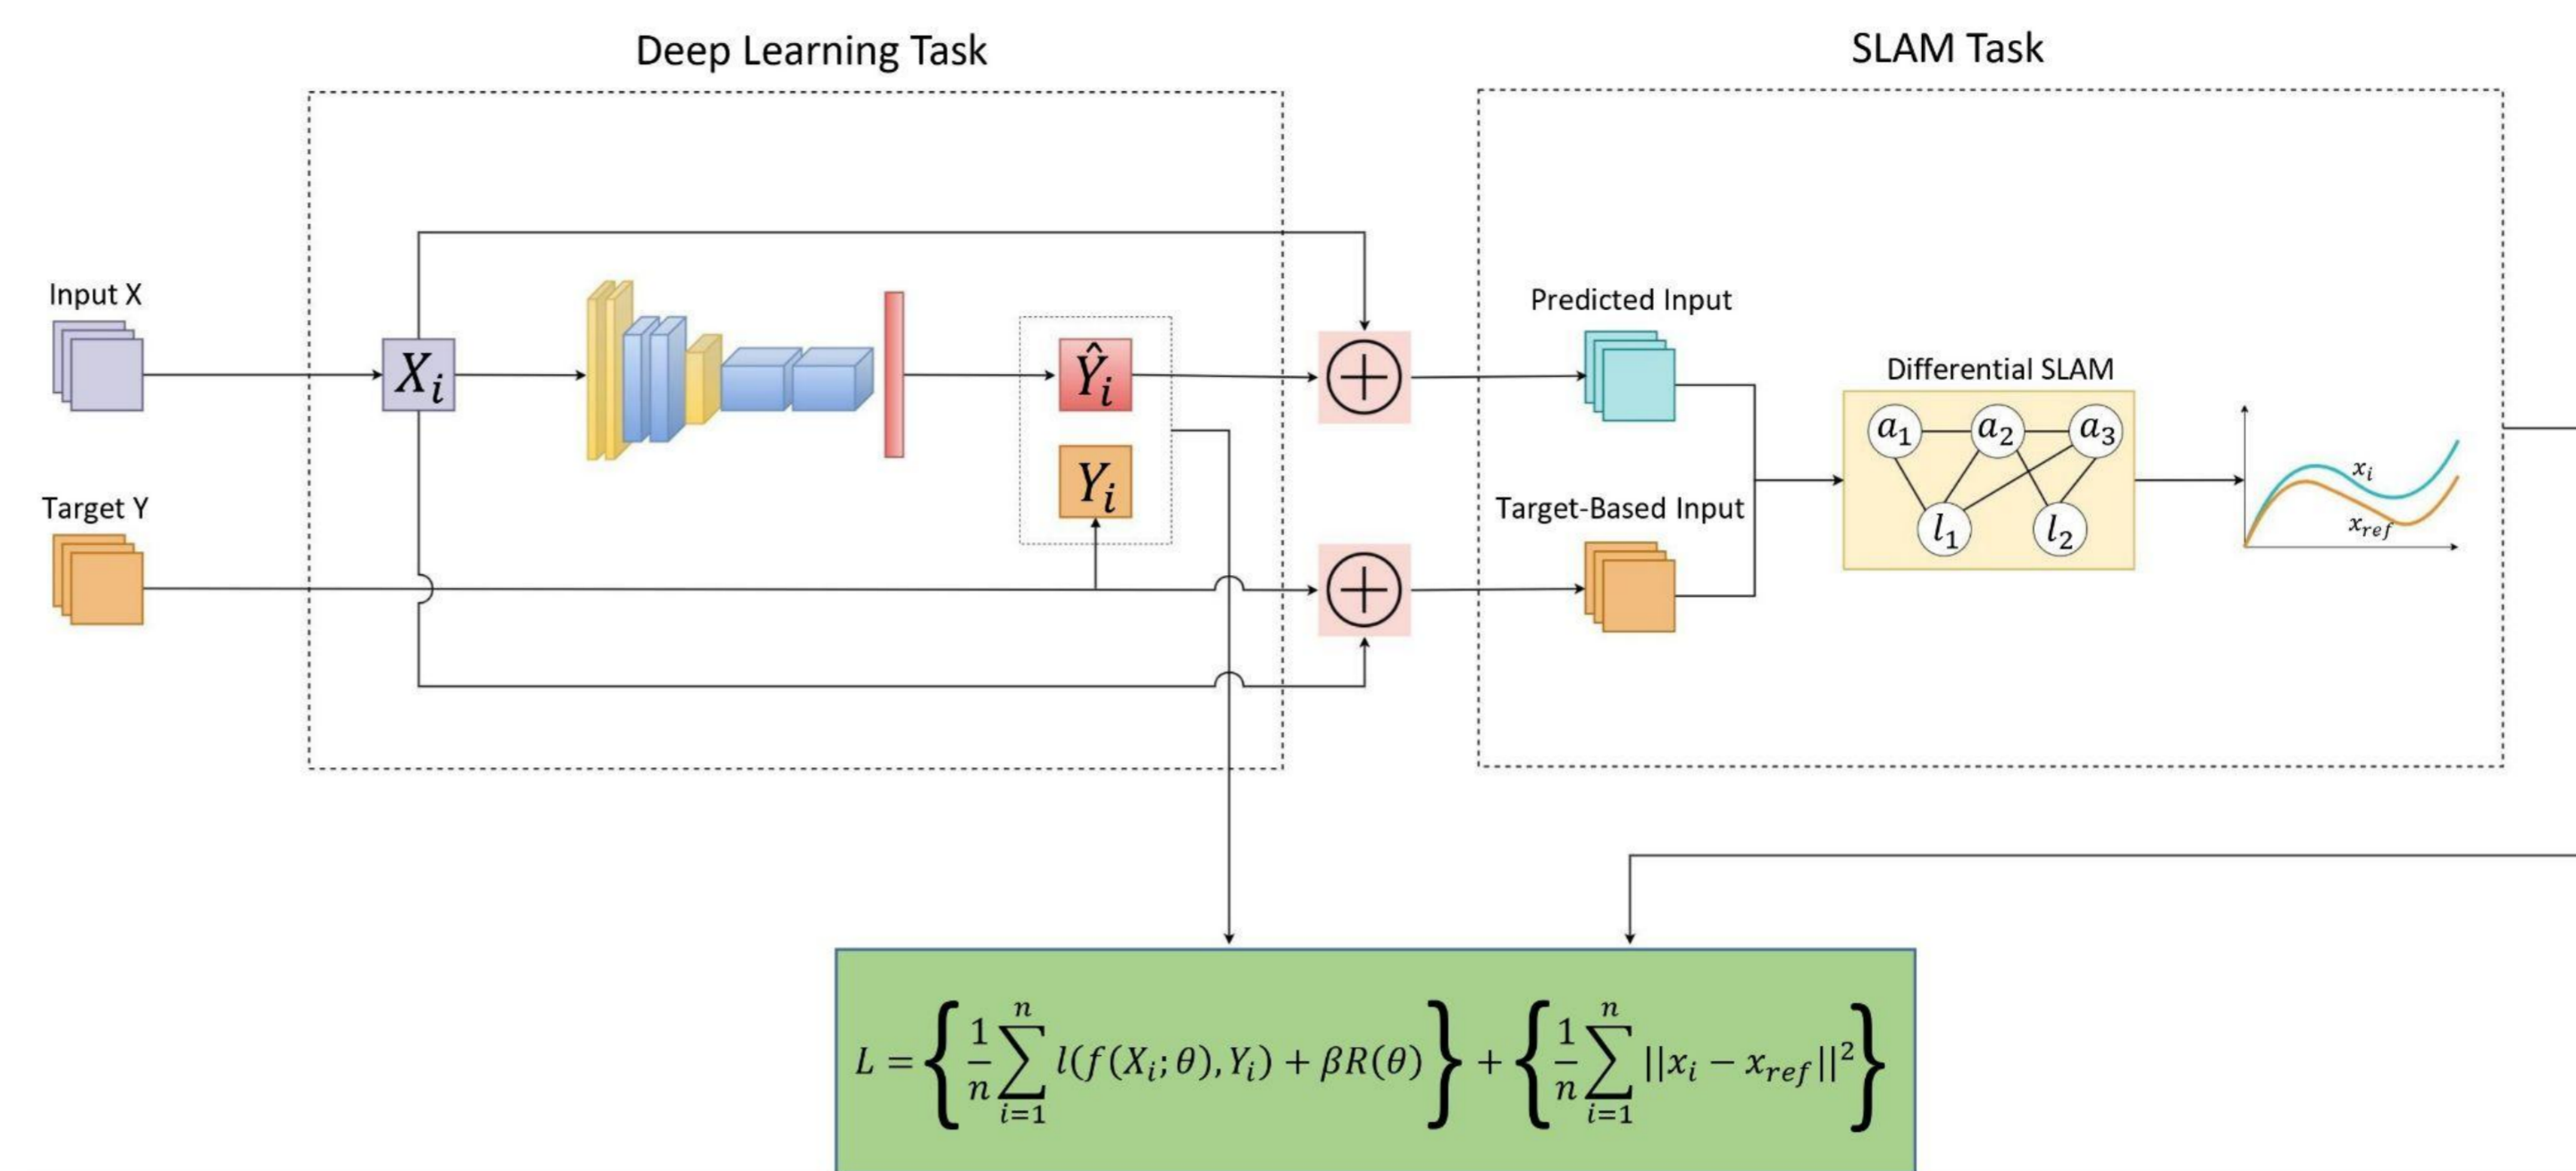 Deep Learning Task
SLAM Task
Input X
Target Y
X_i
Ŷ_i
Y_i
Predicted Input
Target-Based Input
Differential SLAM
a_1
a_2
a_3
l_1
l_2
x_i
x_ref
L = { 1/n ∑_{i=1}^{n} l(f(X_i; θ), Y_i) + βR(θ) } + { 1/n ∑_{i=1}^{n} ||x_i − x_ref||² }